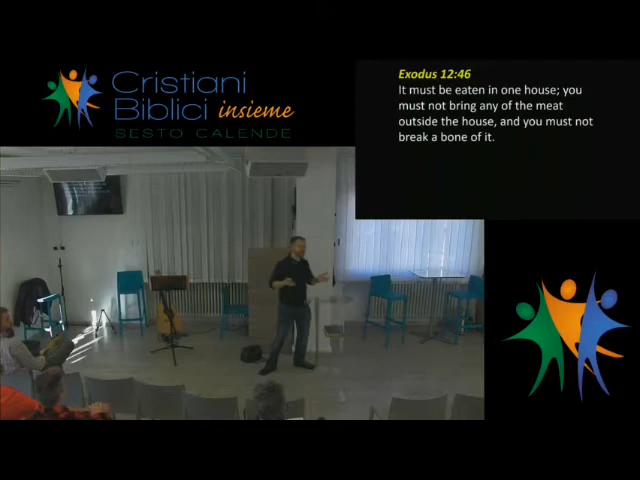 Cristiani
Biblici insieme
SESTO CALENDE
Exodus 12:46
It must be eaten in one house; you
must not bring any of the meat
outside the house, and you must not
break a bone of it.